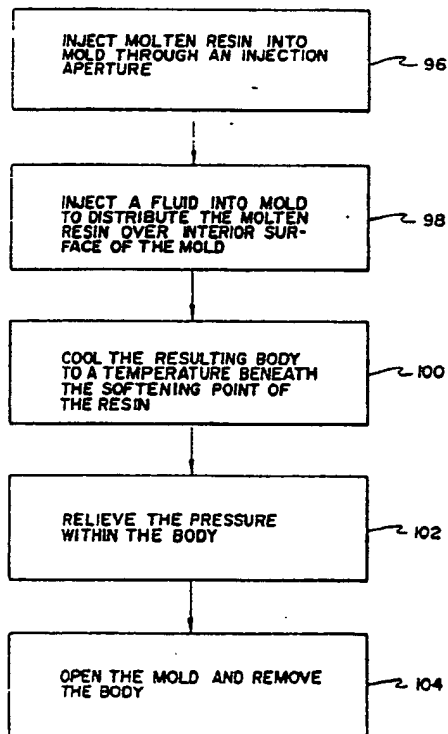 INJECT MOLTEN RESIN INTO
MOLD THROUGH AN INJECTION
APERTURE
96
INJECT A FLUID INTO MOLD
TO DISTRIBUTE THE MOLTEN
RESIN OVER INTERIOR SUR-
FACE OF THE MOLD
98
COOL THE RESULTING BODY
TO A TEMPERATURE BENEATH
THE SOFTENING POINT OF
THE RESIN
100
RELIEVE THE PRESSURE
WITHIN THE BODY
102
OPEN THE MOLD AND REMOVE
THE BODY
104